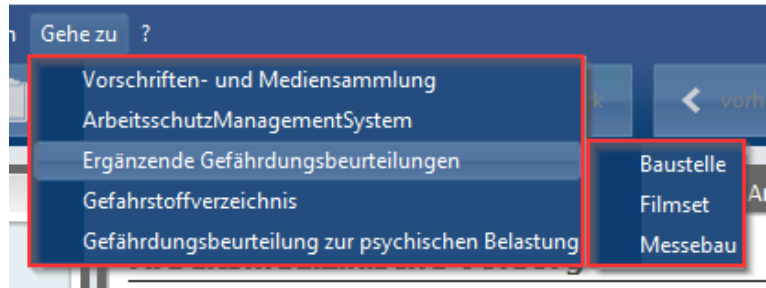 Gehe zu ?
Vorschriften- und Mediensammlung
ArbeitsschutzManagementSystem
Ergänzende Gefährdungsbeurteilungen
Gefahrstoffverzeichnis
Gefährdungsbeurteilung zur psychischen Belastung
Baustelle
Filmset
Messebau